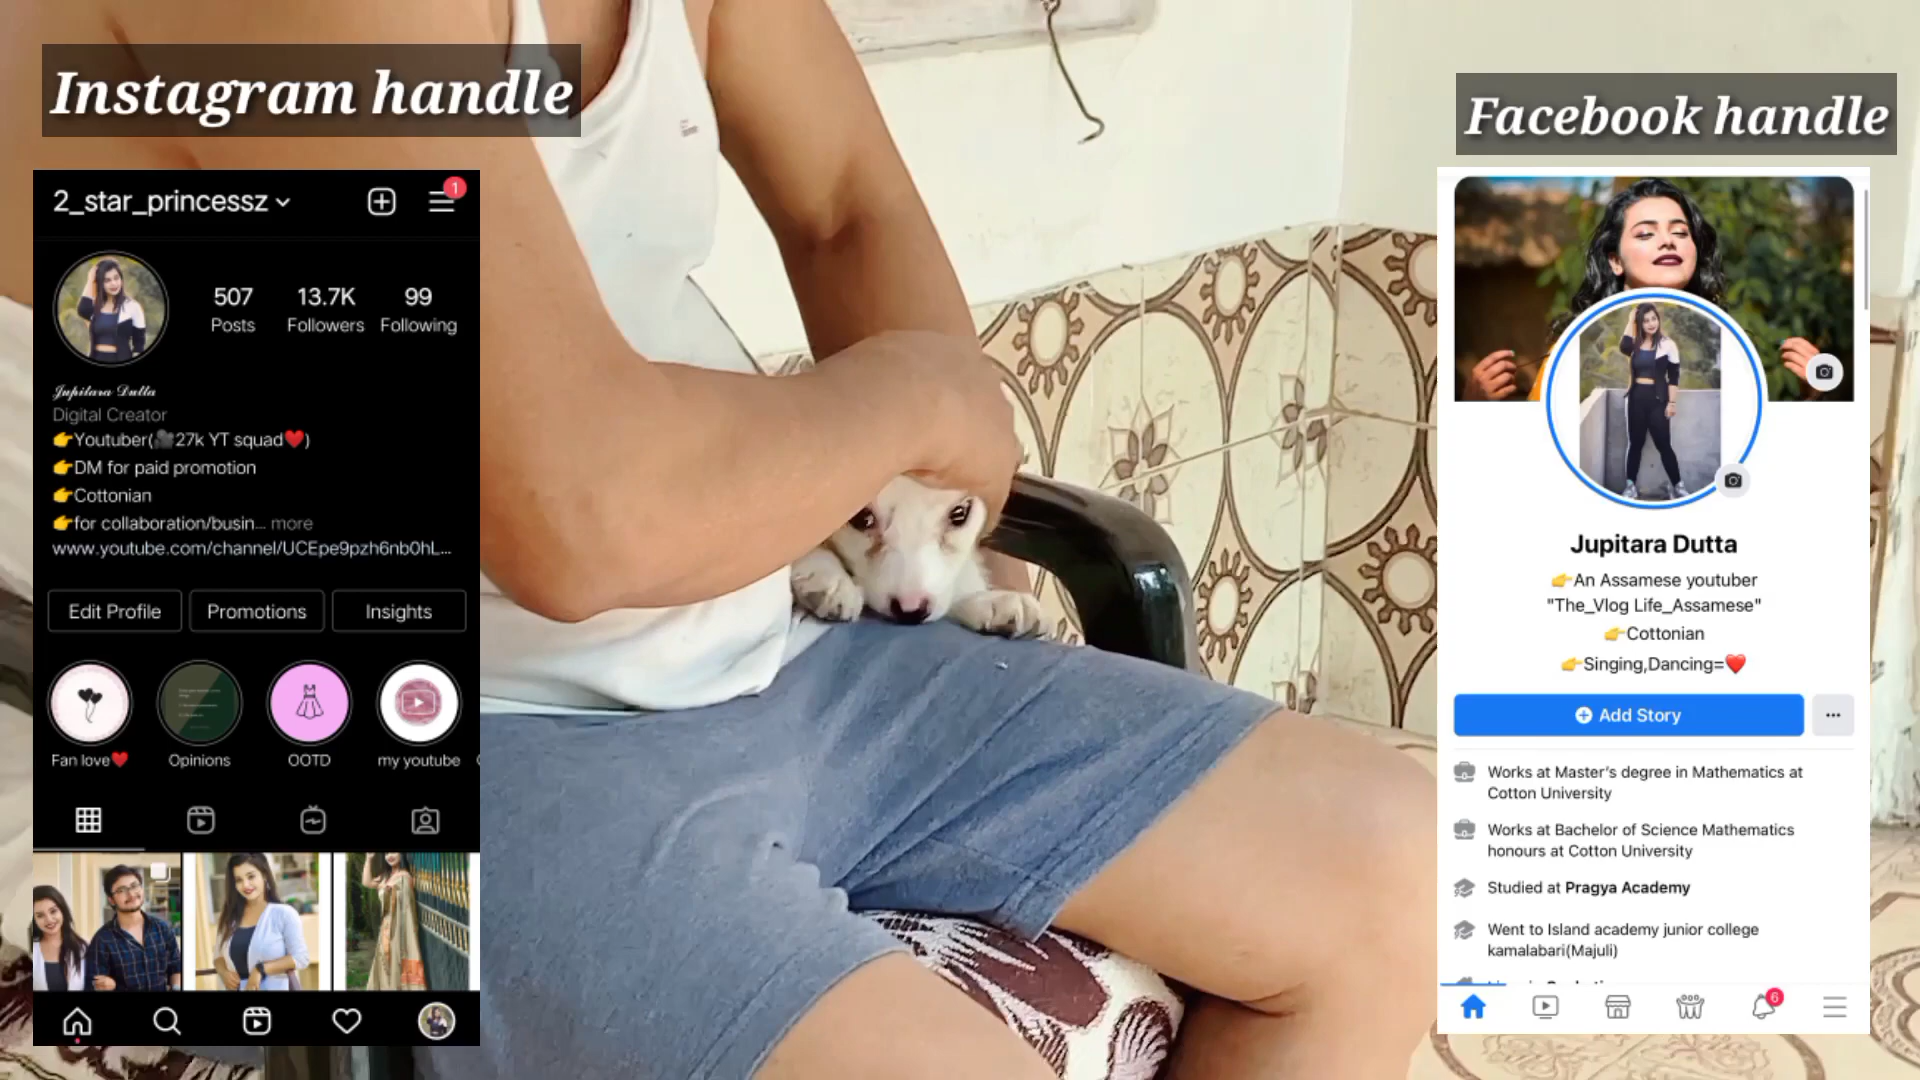 Instagram handle
2_star_princessz
1
507
13.7K
99
Posts
Followers
Following
Jupitara Dutta
Digital Creator
👉Youtuber(🎥27k YT squad❤️)
👉DM for paid promotion
👉Cottonian
👉for collaboration/busin... more
www.youtube.com/channel/UCEpe9pzh6nb0hL...
Edit Profile
Promotions
Insights
Fan love❤️
Opinions
OOTD
my youtube
Facebook handle
Jupitara Dutta
👉An Assamese youtuber
"The_Vlog Life_Assamese"
👉Cottonian
👉Singing,Dancing=❤️
Add Story
Works at Master's degree in Mathematics at
Cotton University
Works at Bachelor of Science Mathematics
honours at Cotton University
Studied at Pragya Academy
Went to Island academy junior college
kamalabari(Majuli)
6